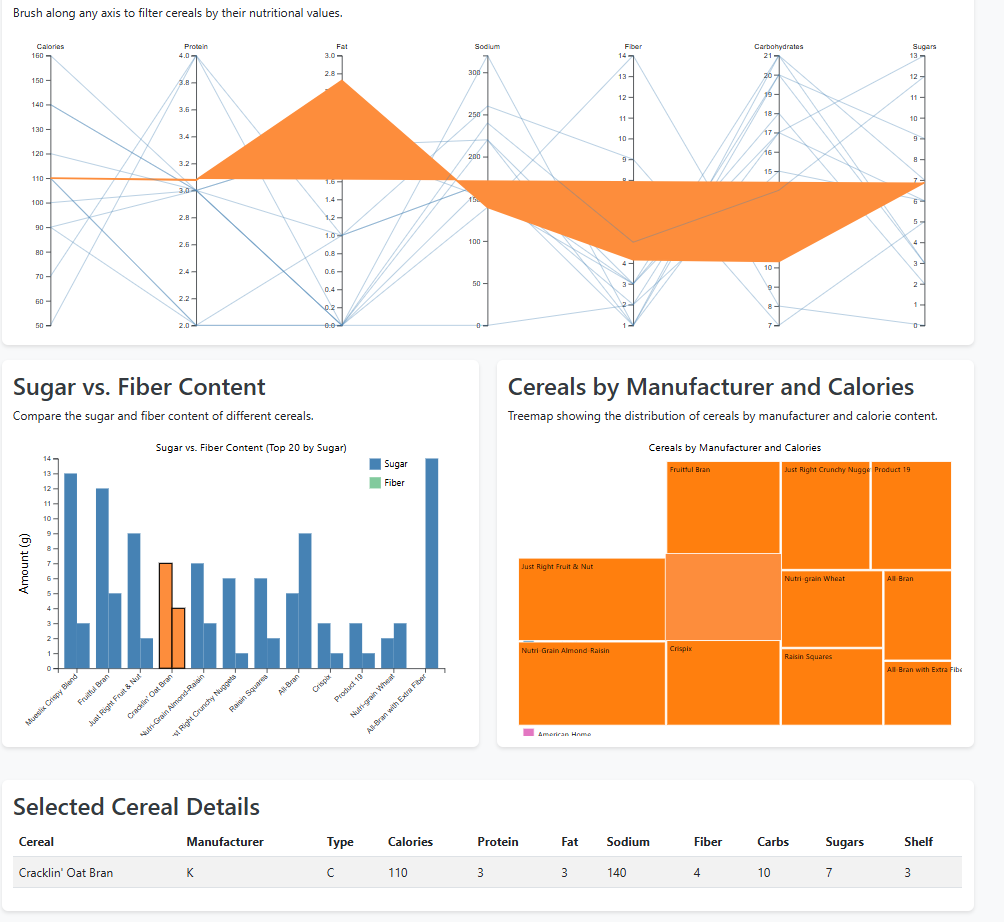 Brush along any axis to filter cereals by their nutritional values.
Calories Protein Fat Sodium Fiber Carbohydrates Sugars
160 150 140 130 120 110 100 90 80 70 60 50
4.0 3.8 3.6 3.4 3.2 3.0 2.8 2.6 2.4 2.2 2.0
3.0 2.8 1.6 1.4 1.2 1.0 0.8 0.6 0.4 0.2 0.0
300 250 200 150 100 50 0
14 13 12 11 10 9 8 4 3 2 1
21 20 19 18 17 16 15 10 9 8 7
13 12 11 10 9 8 7 6 5 4 3 2 1 0
Sugar vs. Fiber Content
Compare the sugar and fiber content of different cereals.
Sugar vs. Fiber Content (Top 20 by Sugar)
Sugar
Fiber
Amount (g)
14 13 12 11 10 9 8 7 6 5 4 3 2 1 0
Mueslix Crispy Blend
Fruitful Bran
Just Right Fruit & Nut
Cracklin' Oat Bran
Nutri-Grain Almond-Raisin
st Right Crunchy Nuggets
Raisin Squares
All-Bran
Crispix
Product 19
Nutri-grain Wheat
All-Bran with Extra Fiber
Cereals by Manufacturer and Calories
Treemap showing the distribution of cereals by manufacturer and calorie content.
Cereals by Manufacturer and Calories
Fruitful Bran
Just Right Crunchy Nugge
Product 19
Just Right Fruit & Nut
Nutri-grain Wheat
All-Bran
Nutri-Grain Almond-Raisin
Crispix
Raisin Squares
All-Bran with Extra Fibe
American Home
Selected Cereal Details
Cereal Manufacturer Type Calories Protein Fat Sodium Fiber Carbs Sugars Shelf
Cracklin' Oat Bran K C 110 3 3 140 4 10 7 3